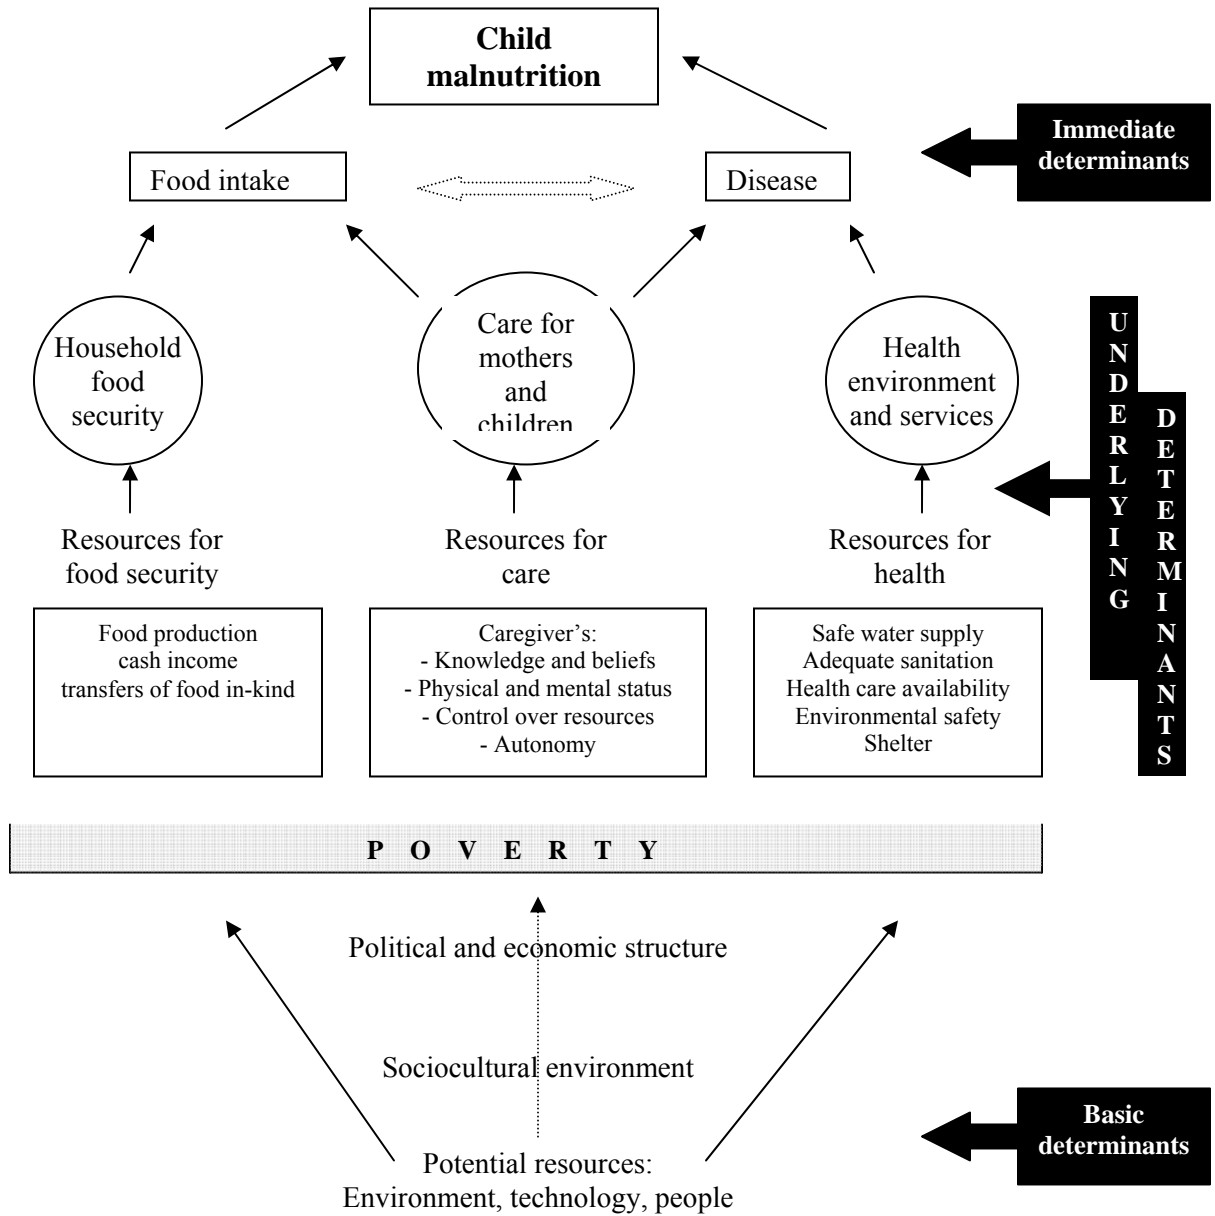 Child
malnutrition
Immediate
determinants
Food intake
Disease
Household
food
security
Care for
mothers
and
children
Health
environment
and services
UNDERLYING
DETERMINANTS
Resources for
food security
Resources for
care
Resources for
health
Food production
cash income
transfers of food in-kind
Caregiver's:
- Knowledge and beliefs
- Physical and mental status
- Control over resources
- Autonomy
Safe water supply
Adequate sanitation
Health care availability
Environmental safety
Shelter
P O V E R T Y
Political and economic structure
Sociocultural environment
Potential resources:
Environment, technology, people
Basic
determinants